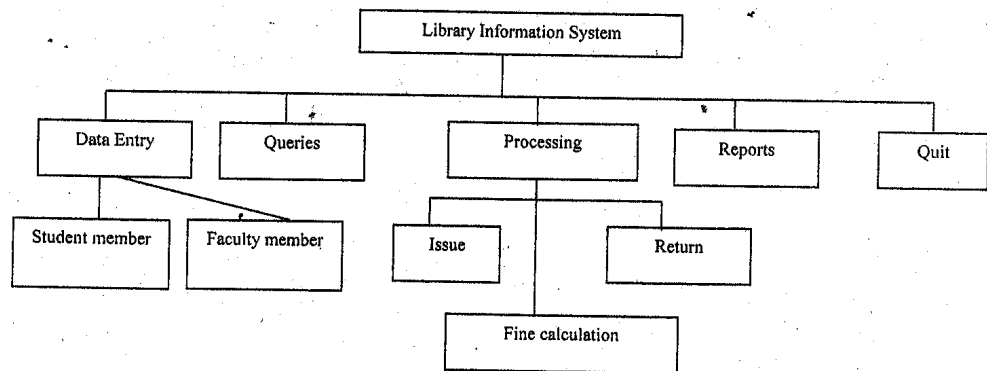 Library Information System
Data Entry
Queries
Processing
Reports
Quit
Student member
Faculty member
Issue
Return
Fine calculation